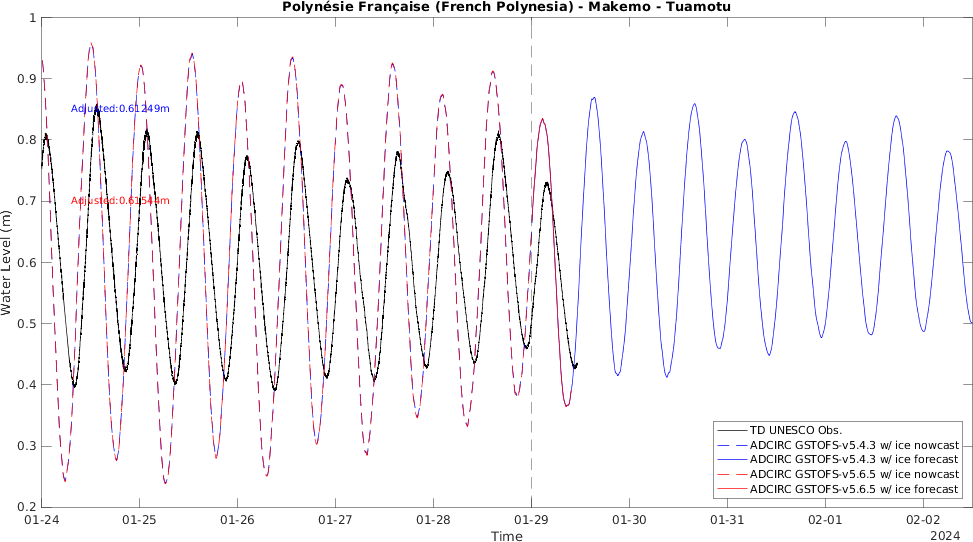 Polynésie Française (French Polynesia) - Makemo - Tuamotu
1
0.9
0.8
0.7
0.6
0.5
0.4
0.3
0.2
Water Level (m)
Adjusted:0.61249m
Adjusted:0.61544m
TD UNESCO Obs.
ADCIRC GSTOFS-v5.4.3 w/ ice nowcast
ADCIRC GSTOFS-v5.4.3 w/ ice forecast
ADCIRC GSTOFS-v5.6.5 w/ ice nowcast
ADCIRC GSTOFS-v5.6.5 w/ ice forecast
01-24 01-25 01-26 01-27 01-28 01-29 01-30 01-31 02-01 02-02
Time
2024